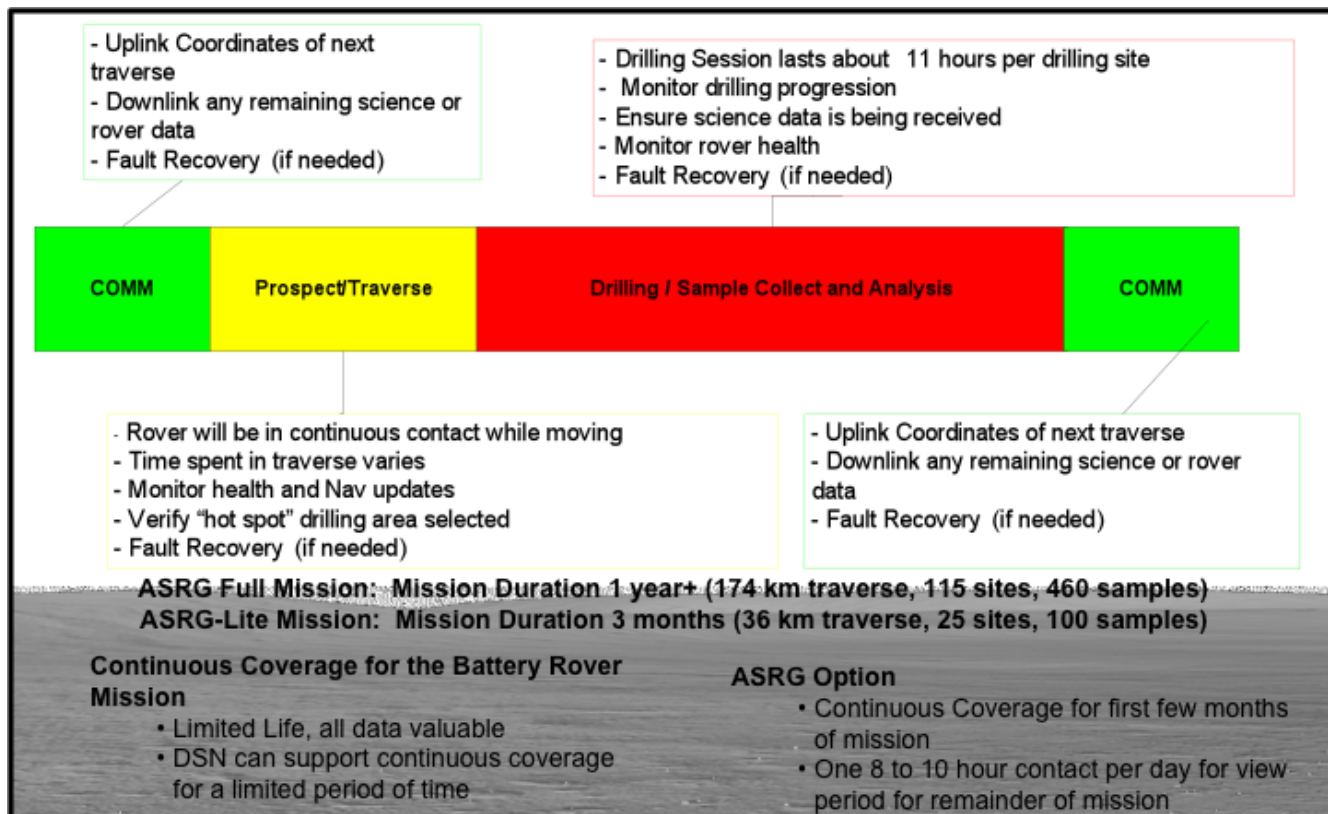 - Uplink Coordinates of next
traverse
- Downlink any remaining science or
rover data
- Fault Recovery (if needed)
- Drilling Session lasts about 11 hours per drilling site
- Monitor drilling progression
- Ensure science data is being received
- Monitor rover health
- Fault Recovery (if needed)
COMM
Prospect/Traverse
Drilling / Sample Collect and Analysis
COMM
- Rover will be in continuous contact while moving
- Time spent in traverse varies
- Monitor health and Nav updates
- Verify “hot spot” drilling area selected
- Fault Recovery (if needed)
- Uplink Coordinates of next traverse
- Downlink any remaining science or rover
data
- Fault Recovery (if needed)
ASRG Full Mission: Mission Duration 1 year+ (174 km traverse, 115 sites, 460 samples)
ASRG-Lite Mission: Mission Duration 3 months (36 km traverse, 25 sites, 100 samples)
Continuous Coverage for the Battery Rover
Mission
• Limited Life, all data valuable
• DSN can support continuous coverage
for a limited period of time
ASRG Option
• Continuous Coverage for first few months
of mission
• One 8 to 10 hour contact per day for view
period for remainder of mission